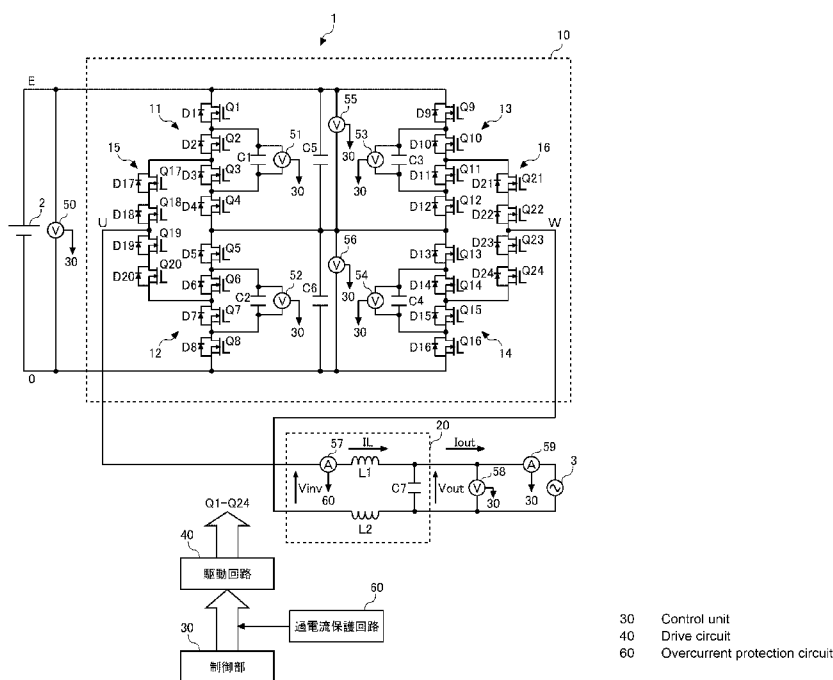 1
10
E
11
D1 Q1
D2 Q2
D3 Q3
D4 Q4
15
Q17
D17
Q18
D18
Q19
D19
Q20
D20
C1
51
V
30
C5
55
V
30
53
V
30
C3
D9 Q9
D10 Q10
D11 Q11
D12 Q12
13
16
D21 Q21
D22 Q22
D23 Q23
D24 Q24
2
50
V
30
U
W
D5 Q5
D6 Q6
D7 Q7
D8 Q8
12
C2
52
V
30
C6
56
V
30
54
V
30
C4
D13 Q13
D14 Q14
D15 Q15
D16 Q16
14
0
20
57
A
60
IL
L1
Iout
59
A
30
3
Vinv
C7
Vout
58
V
30
L2
Q1-Q24
40
駆動回路
60
過電流保護回路
30
制御部
30 Control unit
40 Drive circuit
60 Overcurrent protection circuit